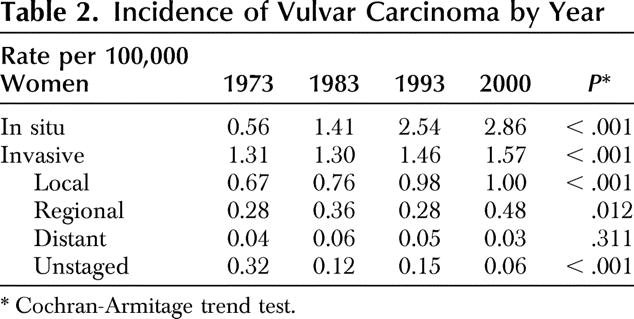 Table 2. Incidence of Vulvar Carcinoma by Year
Rate per 100,000
Women 1973 1983 1993 2000 P*
In situ 0.56 1.41 2.54 2.86 < .001
Invasive 1.31 1.30 1.46 1.57 < .001
Local 0.67 0.76 0.98 1.00 < .001
Regional 0.28 0.36 0.28 0.48 .012
Distant 0.04 0.06 0.05 0.03 .311
Unstaged 0.32 0.12 0.15 0.06 < .001
* Cochran-Armitage trend test.